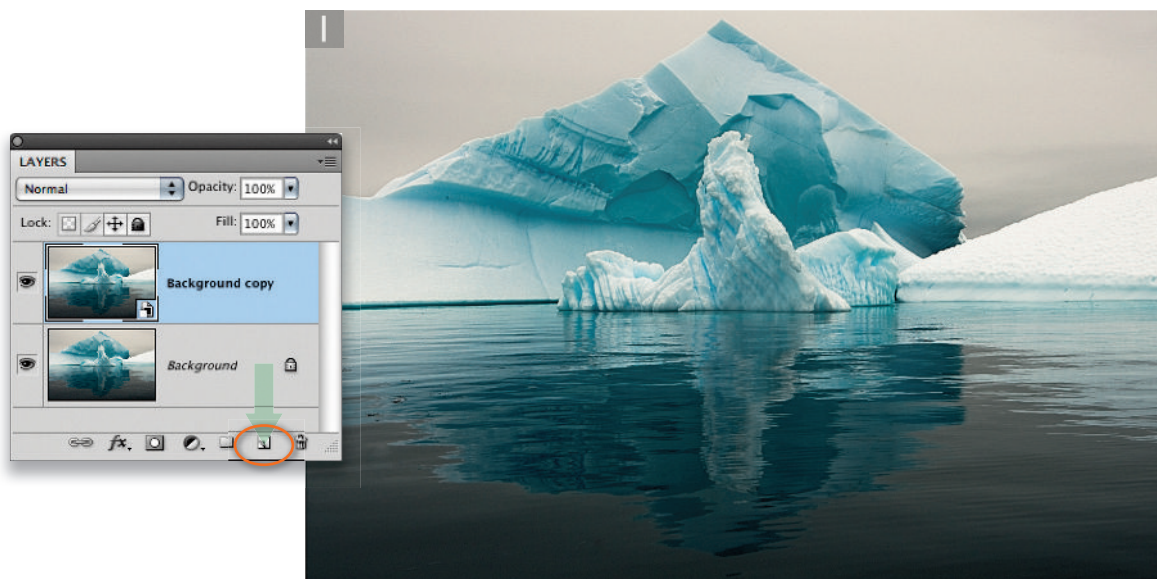 1
LAYERS
Normal
Opacity: 100%
Lock:
Fill: 100%
Background copy
Background
fx.